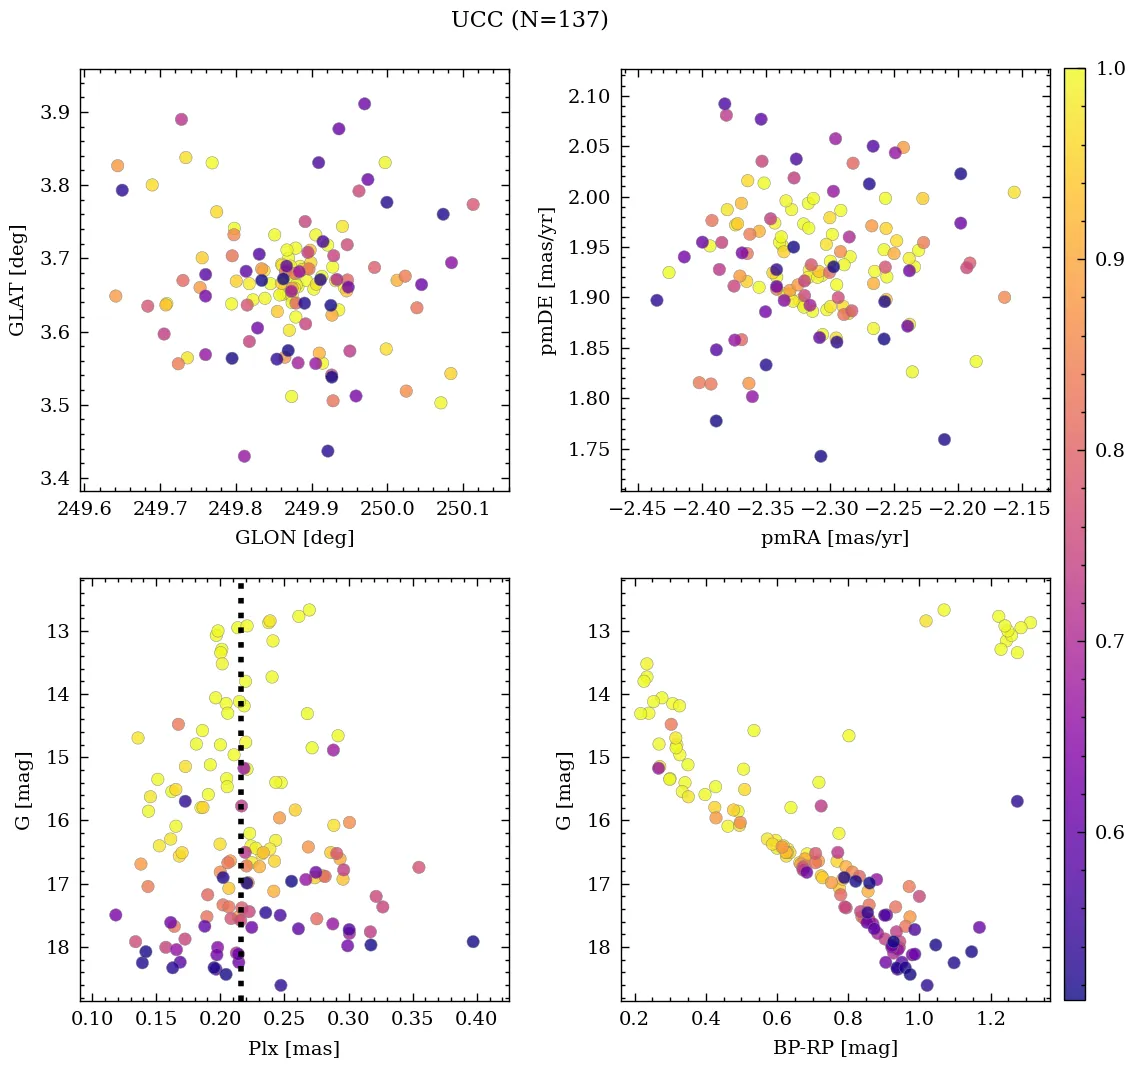 UCC (N=137)
3.9
3.8
3.7
3.6
3.5
3.4
GLAT [deg]
249.6 249.7 249.8 249.9 250.0 250.1
GLON [deg]
2.10
2.05
2.00
1.95
1.90
1.85
1.80
1.75
pmDE [mas/yr]
−2.45 −2.40 −2.35 −2.30 −2.25 −2.20 −2.15
pmRA [mas/yr]
1.0
0.9
0.8
0.7
0.6
13
14
15
16
17
18
G [mag]
0.10 0.15 0.20 0.25 0.30 0.35 0.40
Plx [mas]
13
14
15
16
17
18
G [mag]
0.2 0.4 0.6 0.8 1.0 1.2
BP-RP [mag]